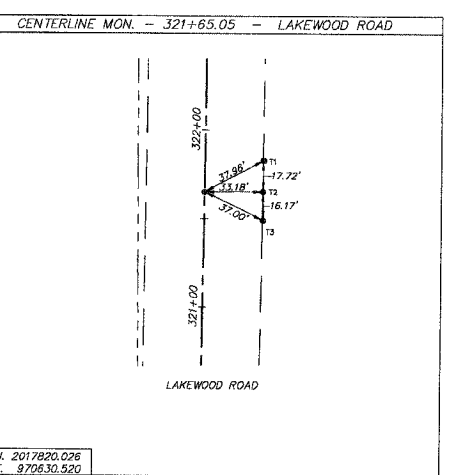 CENTERLINE MON. - 321+65.05 - LAKEWOOD ROAD
322+00
37.96'
T1
17.72'
33.18'
T2
16.17'
37.00'
T3
321+00
LAKEWOOD ROAD
2017820.026
970630.520